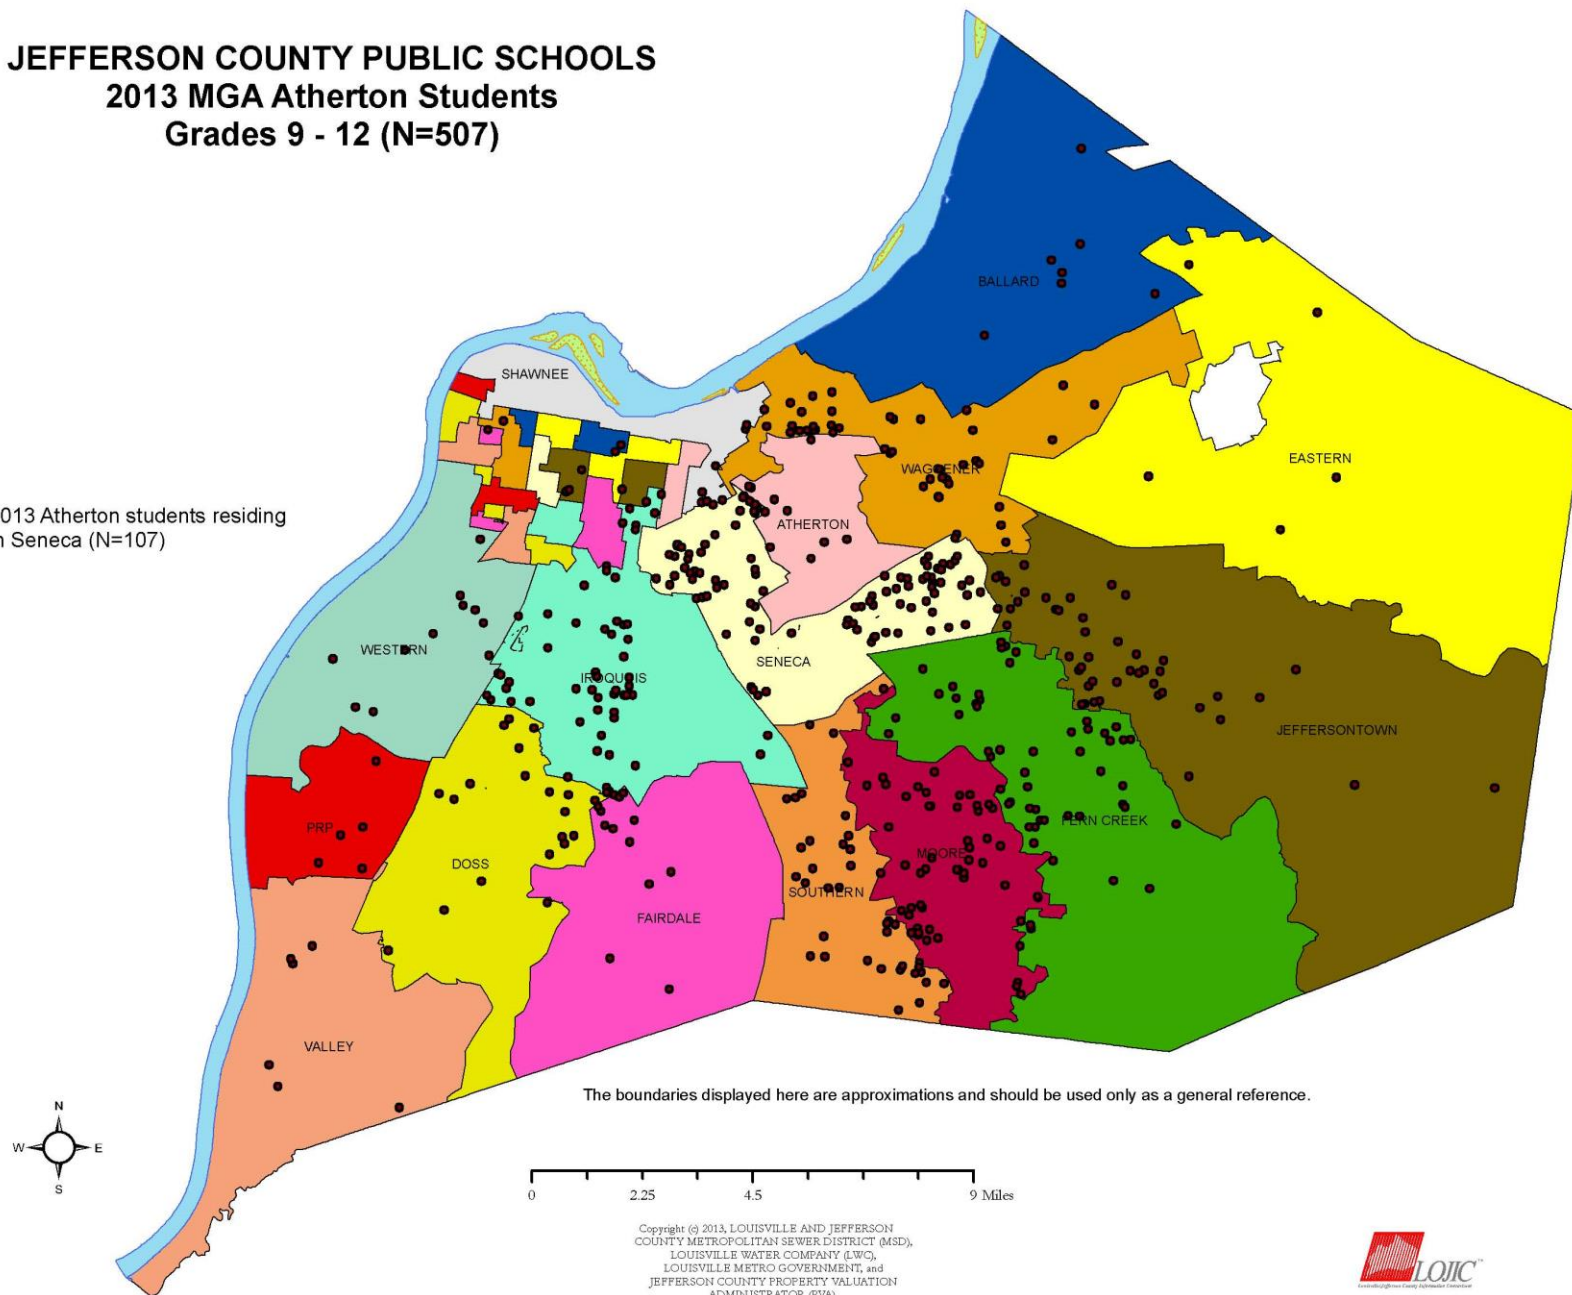 JEFFERSON COUNTY PUBLIC SCHOOLS
2013 MGA Atherton Students
Grades 9 - 12 (N=507)
BALLARD
SHAWNEE
EASTERN
WAGGENER
013 Atherton students residing
n Seneca (N=107)
ATHERTON
WESTERN
SENECA
IROQUOIS
JEFFERSONTOWN
PRP
FERN CREEK
DOSS
MOORE
SOUTHERN
FAIRDALE
VALLEY
The boundaries displayed here are approximations and should be used only as a general reference.
N
W E
S
0 2.25 4.5 9 Miles
Copyright (c) 2013, LOUISVILLE AND JEFFERSON
COUNTY METROPOLITAN SEWER DISTRICT (MSD),
LOUISVILLE WATER COMPANY (LWC),
LOUISVILLE METRO GOVERNMENT, and
JEFFERSON COUNTY PROPERTY VALUATION
ADMINISTRATOR (PVA)
LOJIC